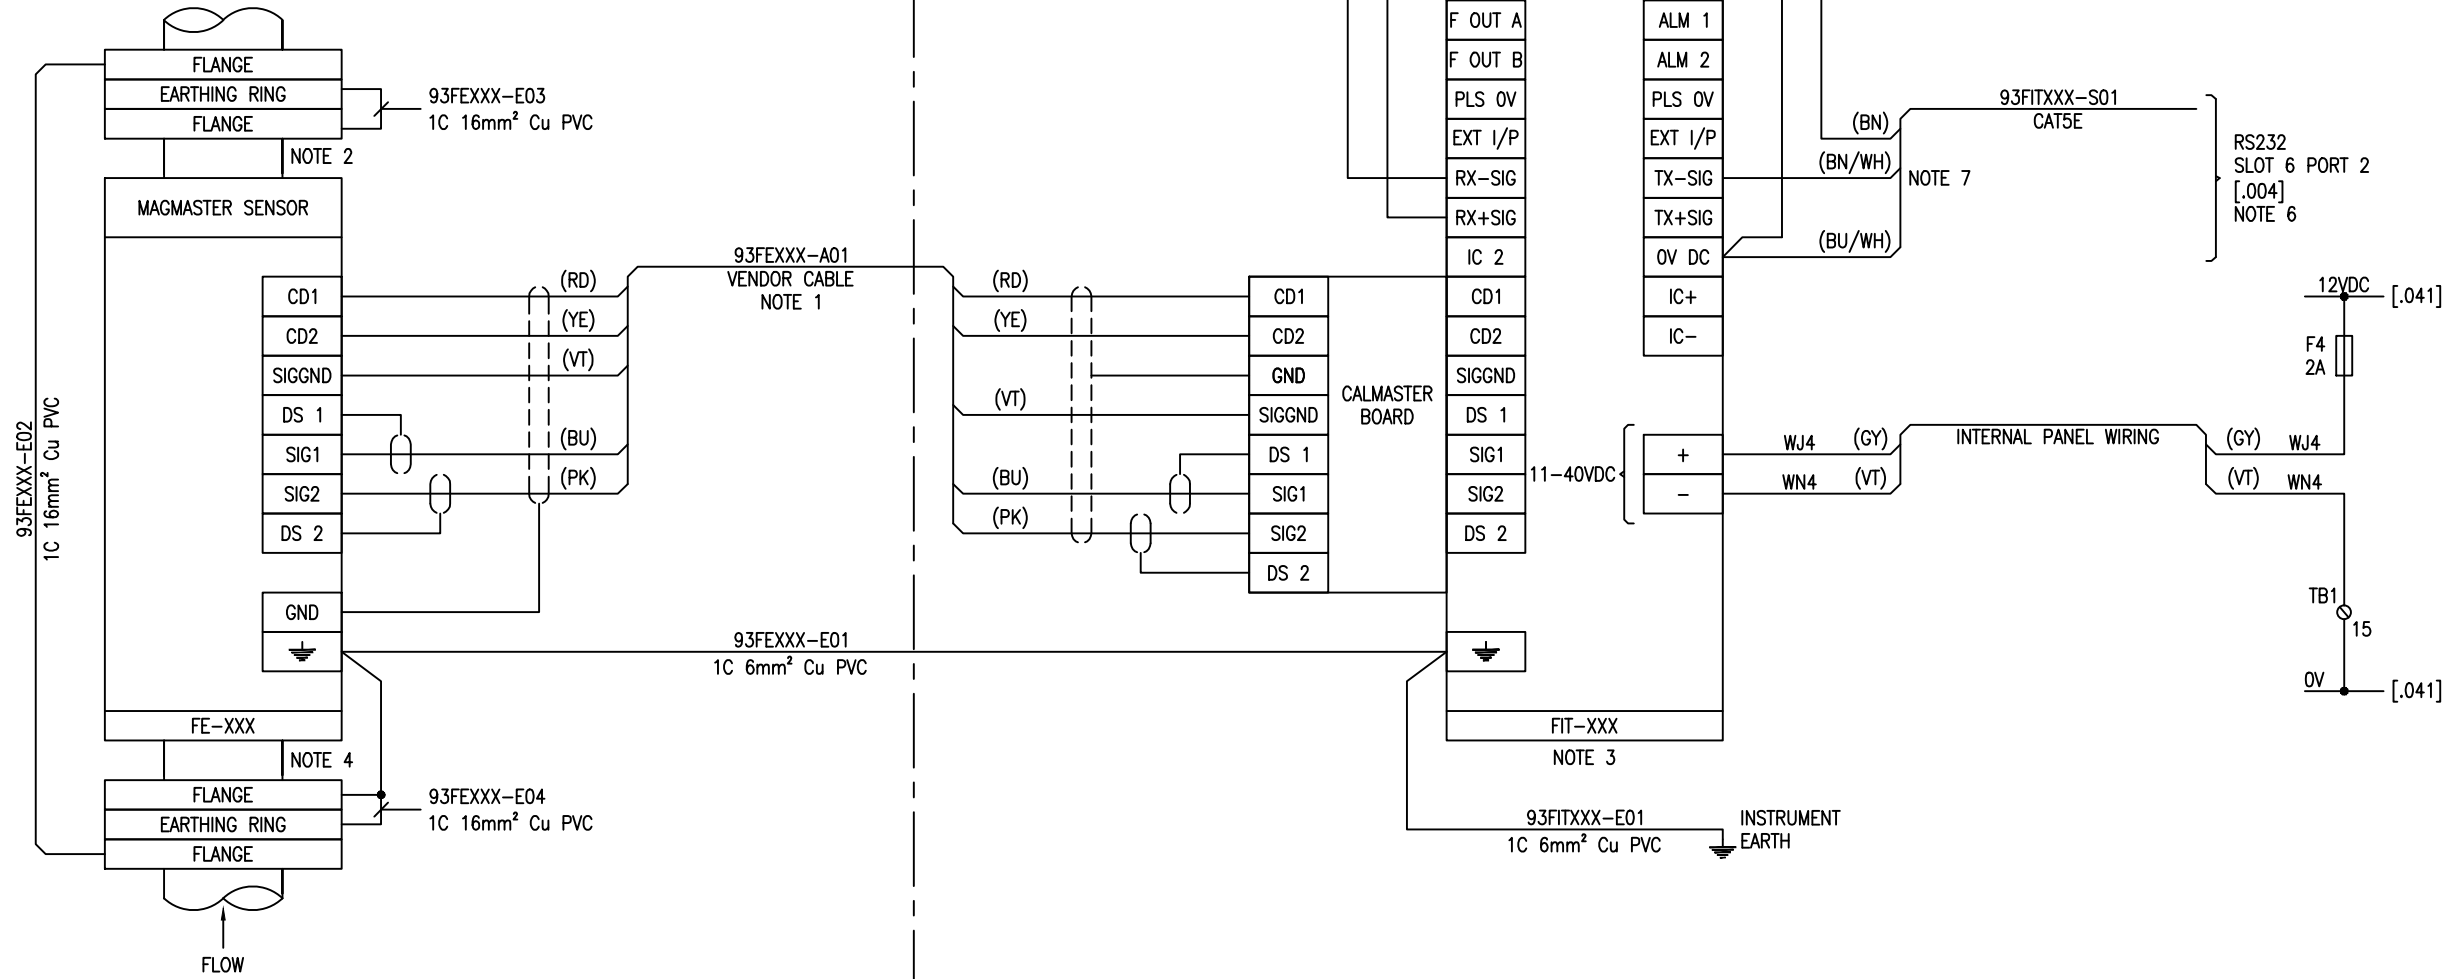 FLANGE
EARTHING RING
FLANGE
93FEXXX-E03
1C 16mm² Cu PVC
NOTE 2
MAGMASTER SENSOR
93FEXXX-E02
1C 16mm² Cu PVC
CD1
CD2
SIGGND
DS 1
SIG1
SIG2
DS 2
GND
(RD)
(YE)
(VT)
(BU)
(PK)
93FEXXX-A01
VENDOR CABLE
NOTE 1
(RD)
(YE)
(VT)
(BU)
(PK)
93FEXXX-E01
1C 6mm² Cu PVC
FE-XXX
NOTE 4
FLANGE
EARTHING RING
FLANGE
93FEXXX-E04
1C 16mm² Cu PVC
FLOW
CD1
CD2
GND
SIGGND
DS 1
SIG1
SIG2
DS 2
CALMASTER
BOARD
F OUT A
F OUT B
PLS 0V
EXT I/P
RX-SIG
RX+SIG
IC 2
CD1
CD2
SIGGND
DS 1
SIG1
SIG2
DS 2
ALM 1
ALM 2
PLS 0V
EXT I/P
TX-SIG
TX+SIG
0V DC
IC+
IC-
11-40VDC
+
-
FIT-XXX
NOTE 3
93FITXXX-E01
1C 6mm² Cu PVC
INSTRUMENT
EARTH
(BN)
(BN/WH)
(BU/WH)
93FITXXX-S01
CAT5E
NOTE 7
RS232
SLOT 6 PORT 2
[.004]
NOTE 6
12VDC
[.041]
F4
2A
WJ4 (GY)
WN4 (VT)
INTERNAL PANEL WIRING
(GY) WJ4
(VT) WN4
TB1
15
0V
[.041]